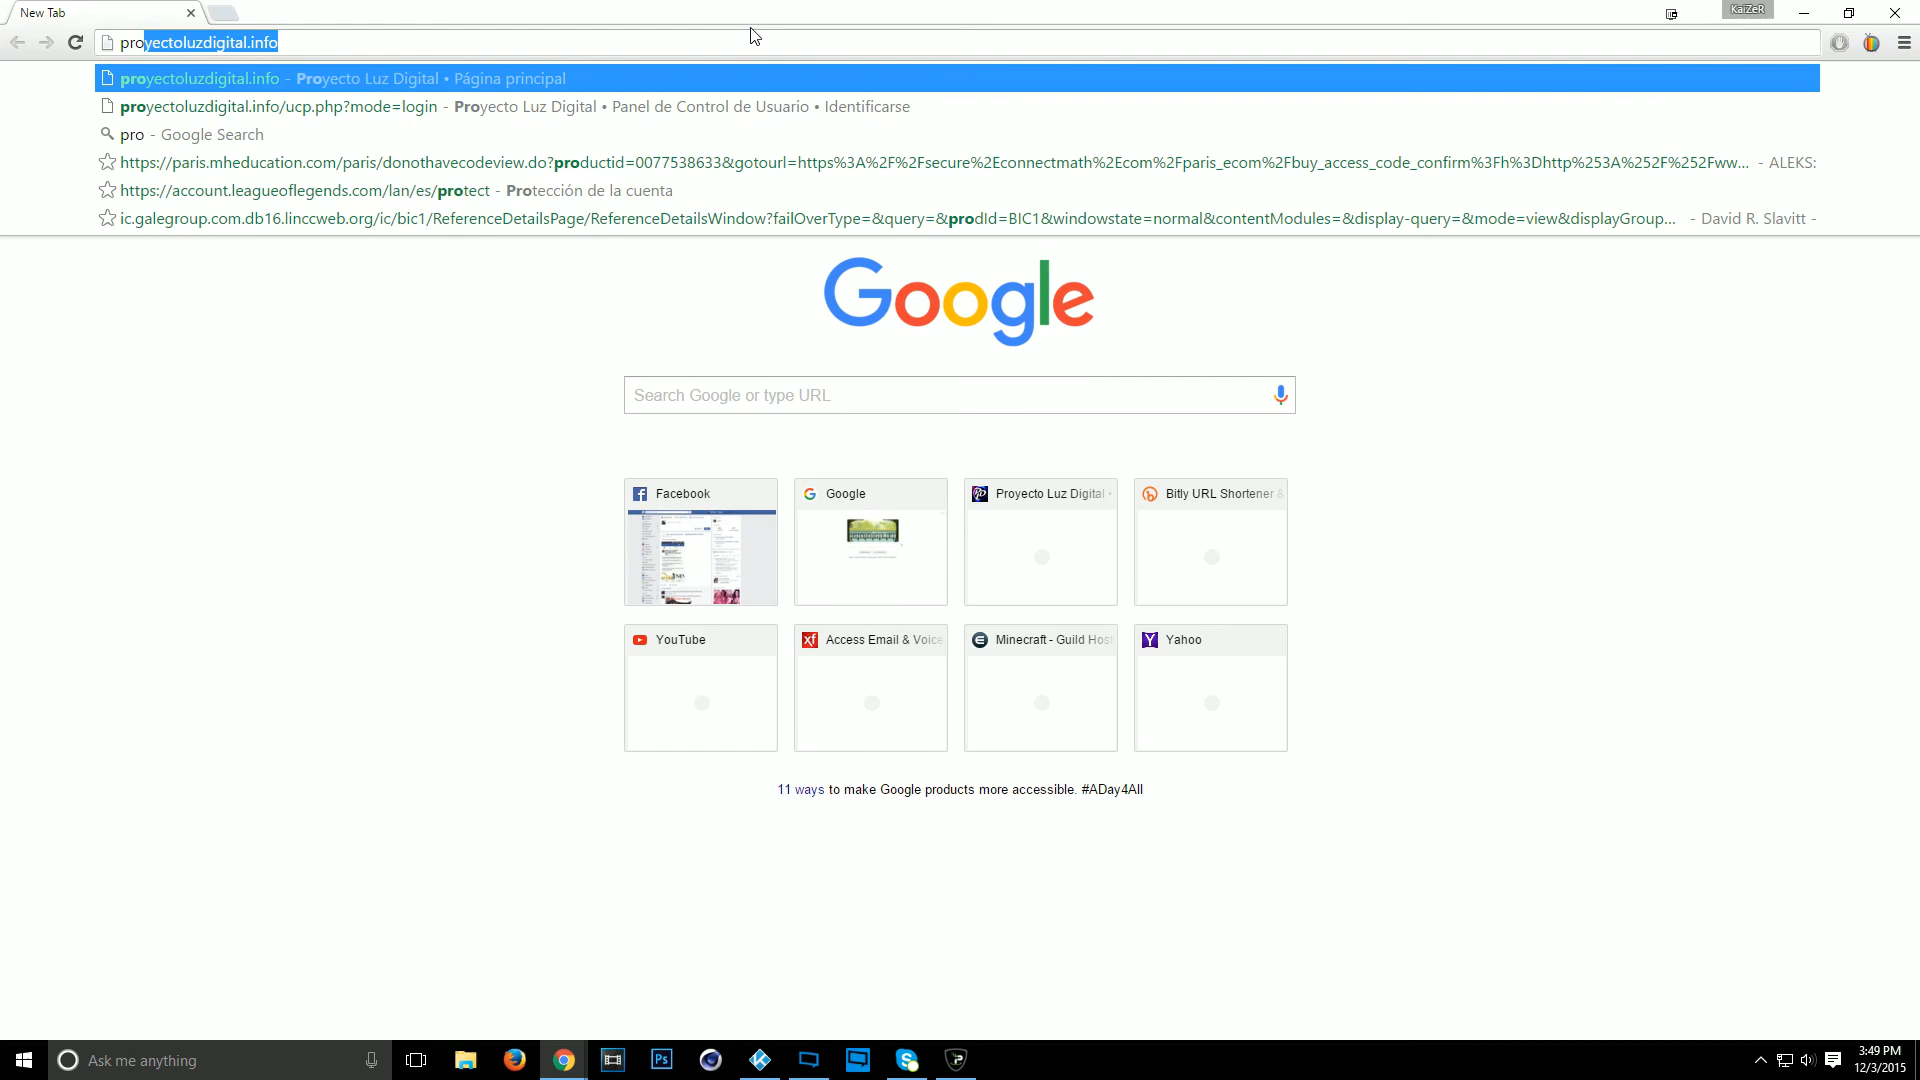 New Tab
KaiZeR
proyectoluzdigital.info
proyectoluzdigital.info - Proyecto Luz Digital • Página principal
proyectoluzdigital.info/ucp.php?mode=login - Proyecto Luz Digital • Panel de Control de Usuario • Identificarse
pro - Google Search
https://paris.mheducation.com/paris/donothavecodeview.do?productid=0077538633&gotourl=https%3A%2F%2Fsecure%2Econnectmath%2Ecom%2Fparis_ecom%2Fbuy_access_code_confirm%3Fh%3Dhttp%253A%252F%252Fww... - ALEKS:
https://account.leagueoflegends.com/lan/es/protect - Protección de la cuenta
ic.galegroup.com.db16.linccweb.org/ic/bic1/ReferenceDetailsPage/ReferenceDetailsWindow?failOverType=&query=&prodId=BIC1&windowstate=normal&contentModules=&display-query=&mode=view&displayGroup... - David R. Slavitt -
Google
Search Google or type URL
Facebook
Google
Proyecto Luz Digital •
Bitly URL Shortener &
YouTube
Access Email & Voice
Minecraft - Guild Host
Yahoo
11 ways to make Google products more accessible. #ADay4All
Ask me anything
Ps
3:49 PM
12/3/2015